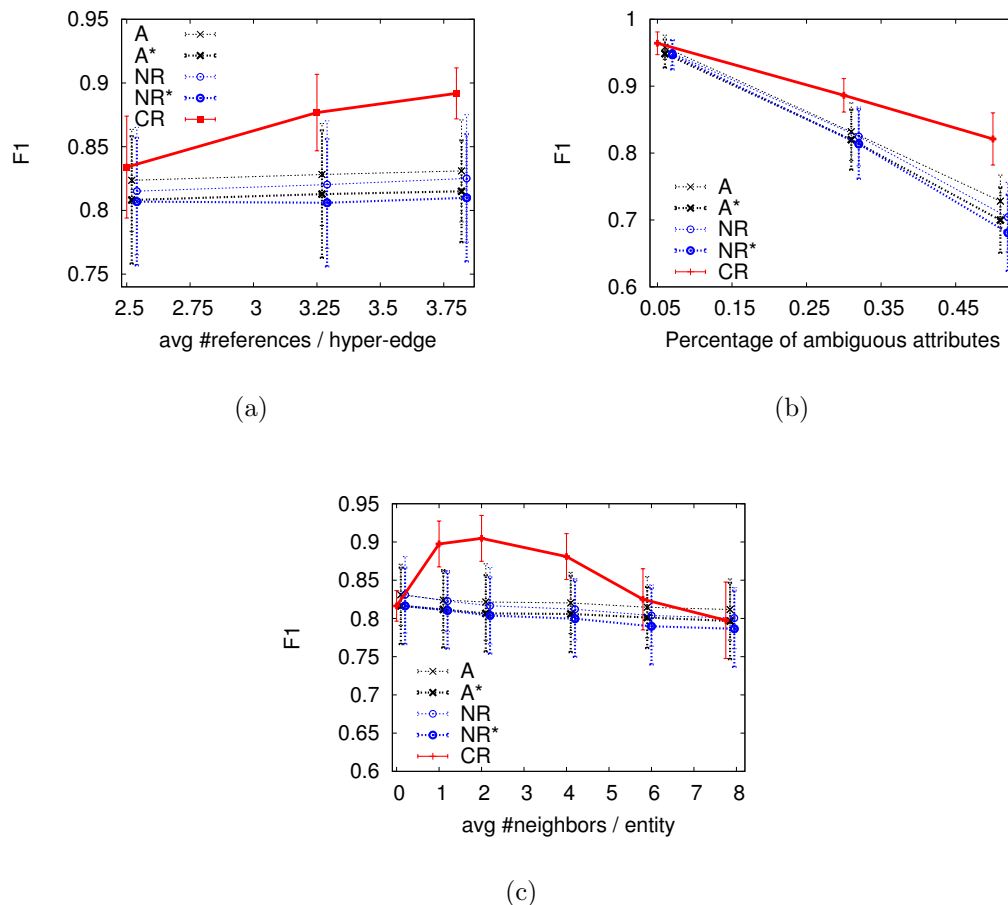 0.95
0.9
0.85
0.8
0.75
F1
A
A*
NR
NR*
CR
2.5 2.75 3 3.25 3.5 3.75
avg #references / hyper-edge
(a)
1
0.9
0.8
0.7
0.6
F1
A
A*
NR
NR*
CR
0.05 0.15 0.25 0.35 0.45
Percentage of ambiguous attributes
(b)
0.95
0.9
0.85
0.8
0.75
0.7
0.65
0.6
F1
A
A*
NR
NR*
CR
0 1 2 3 4 5 6 7 8
avg #neighbors / entity
(c)